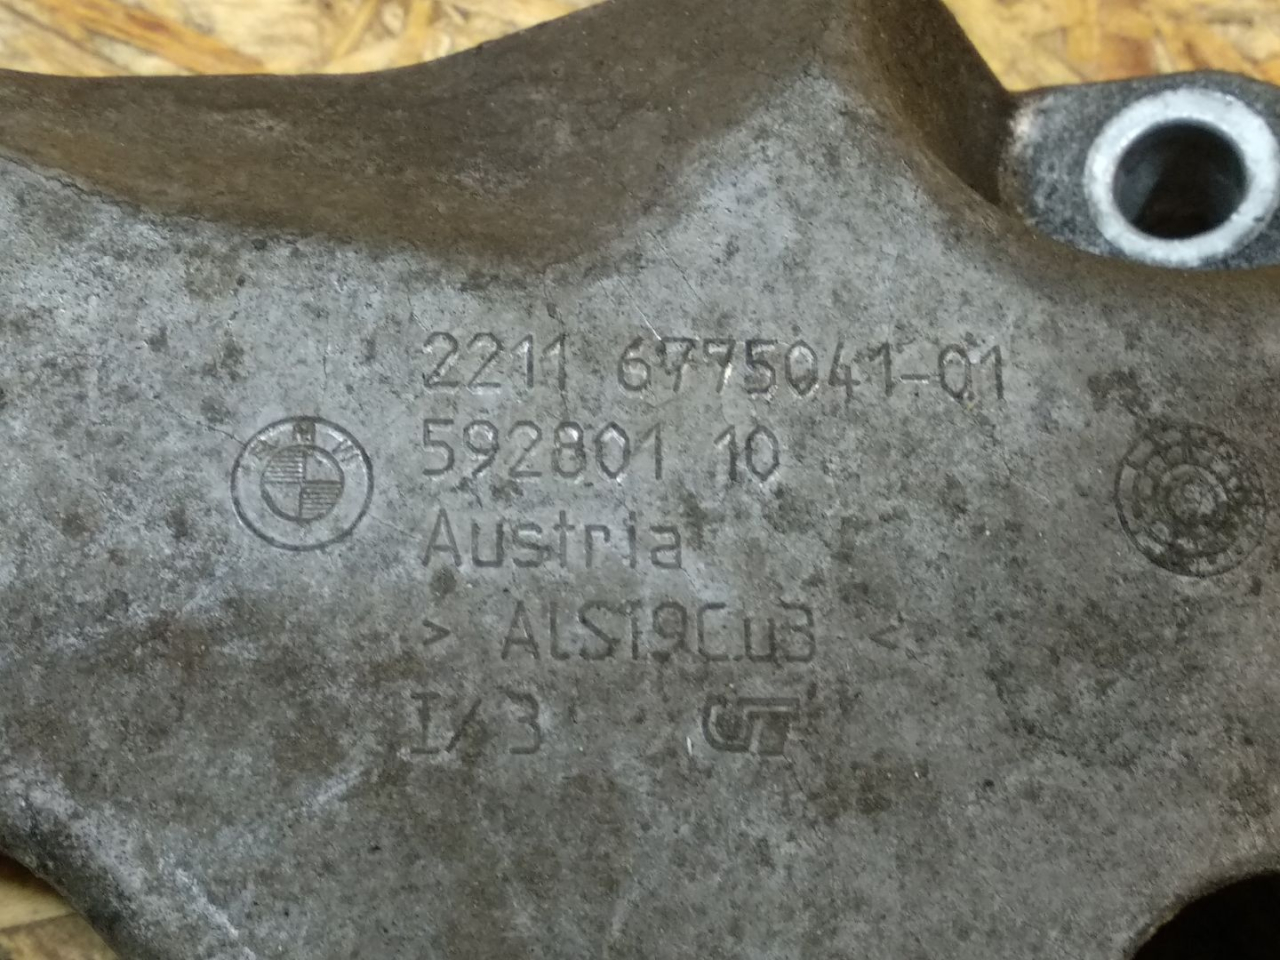 2211 6775041-01
592801 10
Austria
> ALSi9Cu3 <
I/3